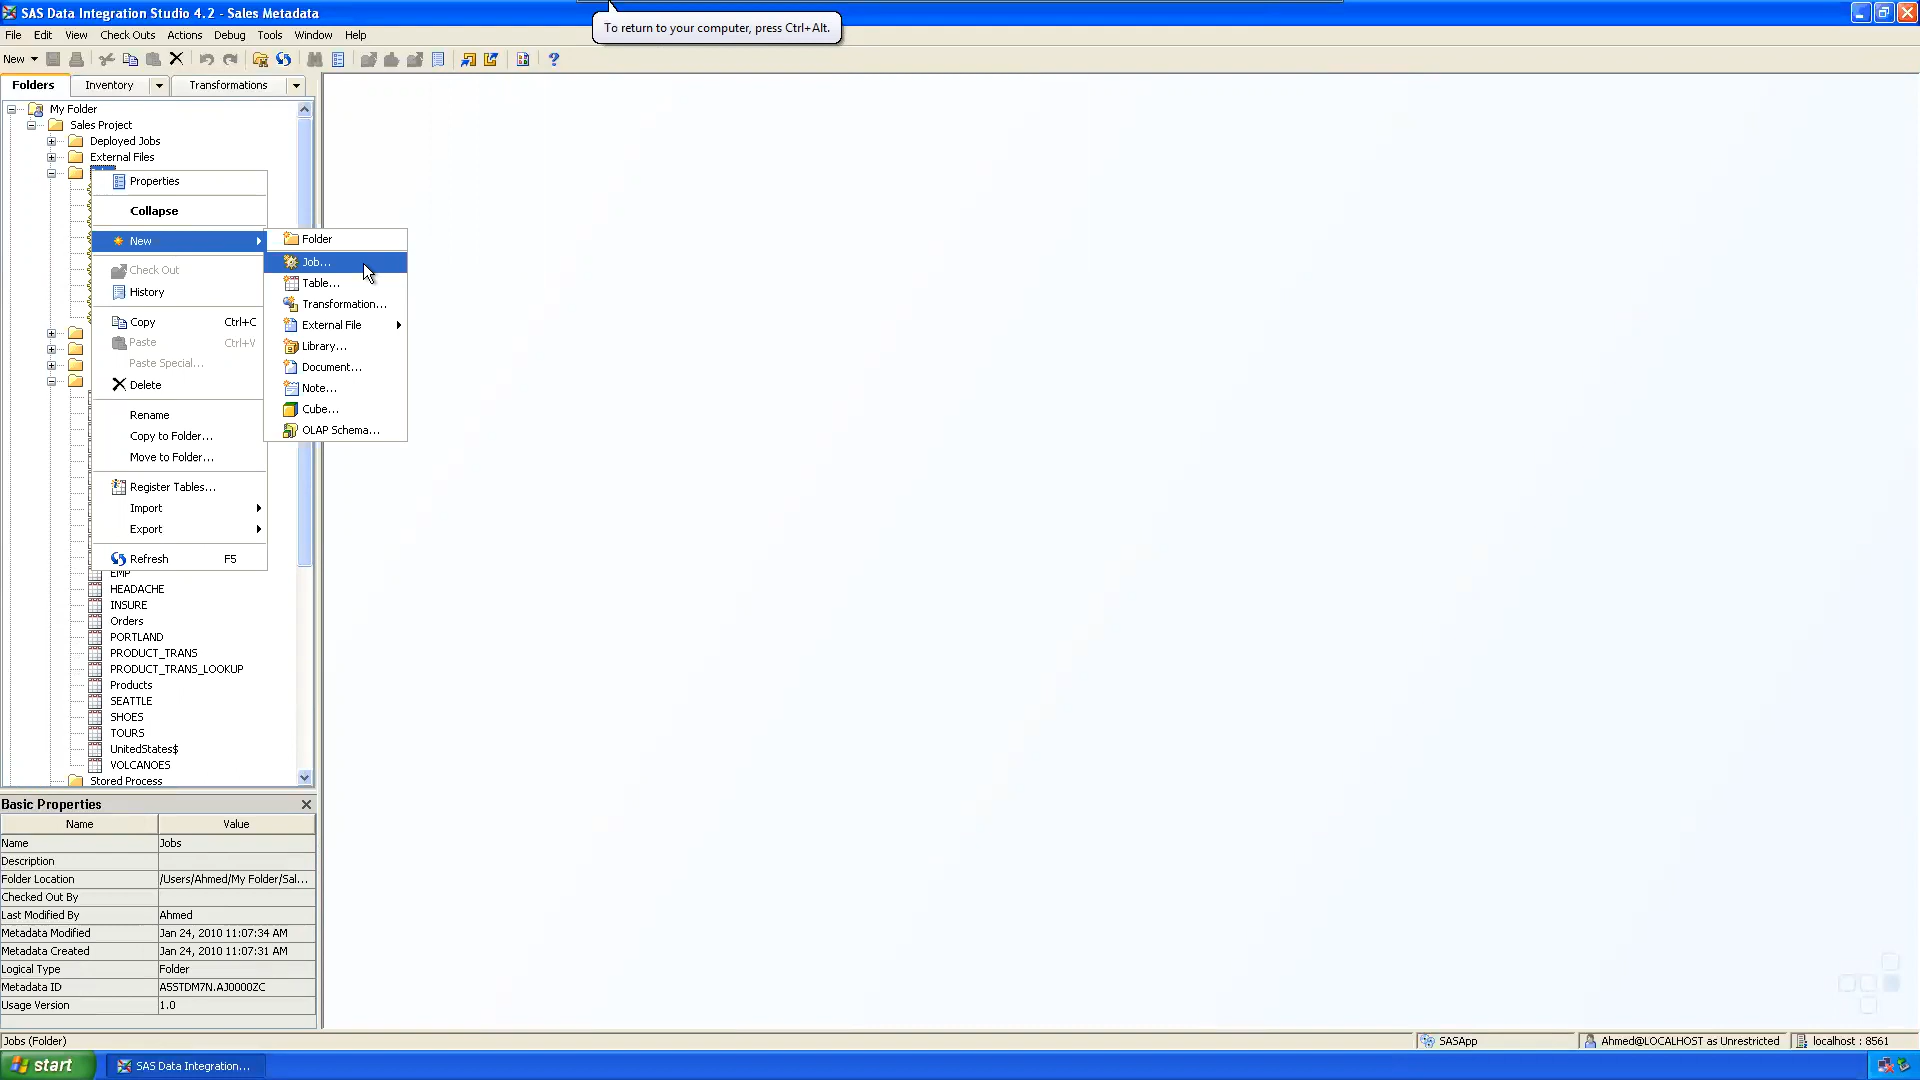 SAS Data Integration Studio 4.2 - Sales Metadata
To return to your computer, press Ctrl+Alt.
File Edit View Check Outs Actions Debug Tools Window Help
New
Folders Inventory Transformations
My Folder
Sales Project
Deployed Jobs
External Files
Properties
Collapse
New
Check Out
History
Copy Ctrl+C
Paste Ctrl+V
Paste Special...
Delete
Rename
Copy to Folder...
Move to Folder...
Register Tables...
Import
Export
Refresh F5
Folder
Job...
Table...
Transformation...
External File
Library...
Document...
Note...
Cube...
OLAP Schema...
EMP
HEADACHE
INSURE
Orders
PORTLAND
PRODUCT_TRANS
PRODUCT_TRANS_LOOKUP
Products
SEATTLE
SHOES
TOURS
UnitedStates$
VOLCANOES
Stored Process
Basic Properties
Name Value
Name Jobs
Description
Folder Location /Users/Ahmed/My Folder/Sal...
Checked Out By
Last Modified By Ahmed
Metadata Modified Jan 24, 2010 11:07:34 AM
Metadata Created Jan 24, 2010 11:07:31 AM
Logical Type Folder
Metadata ID A5STDM7N.AJ0000ZC
Usage Version 1.0
Jobs (Folder) SASApp Ahmed@LOCALHOST as Unrestricted localhost : 8561
start SAS Data Integration...